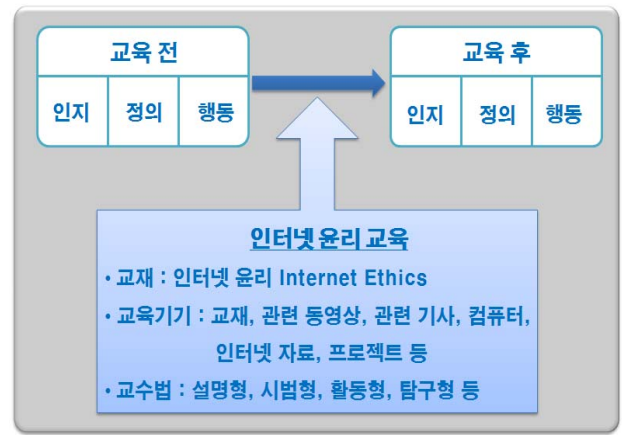 교육 전
인지 정의 행동
교육 후
인지 정의 행동
인터넷 윤리 교육
• 교재 : 인터넷 윤리 Internet Ethics
• 교육기기 : 교재, 관련 동영상, 관련 기사, 컴퓨터,
인터넷 자료, 프로젝트 등
• 교수법 : 설명형, 시범형, 활동형, 탐구형 등